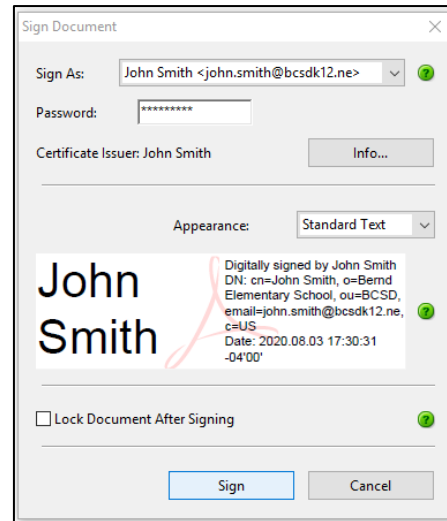 Sign Document
Sign As: John Smith <john.smith@bcsdk12.ne>
Password: *********
Certificate Issuer: John Smith Info...
Appearance: Standard Text
John
Smith
Digitally signed by John Smith
DN: cn=John Smith, o=Bernd
Elementary School, ou=BCSD,
email=john.smith@bcsdk12.ne,
c=US
Date: 2020.08.03 17:30:31
-04'00'
Lock Document After Signing
Sign Cancel